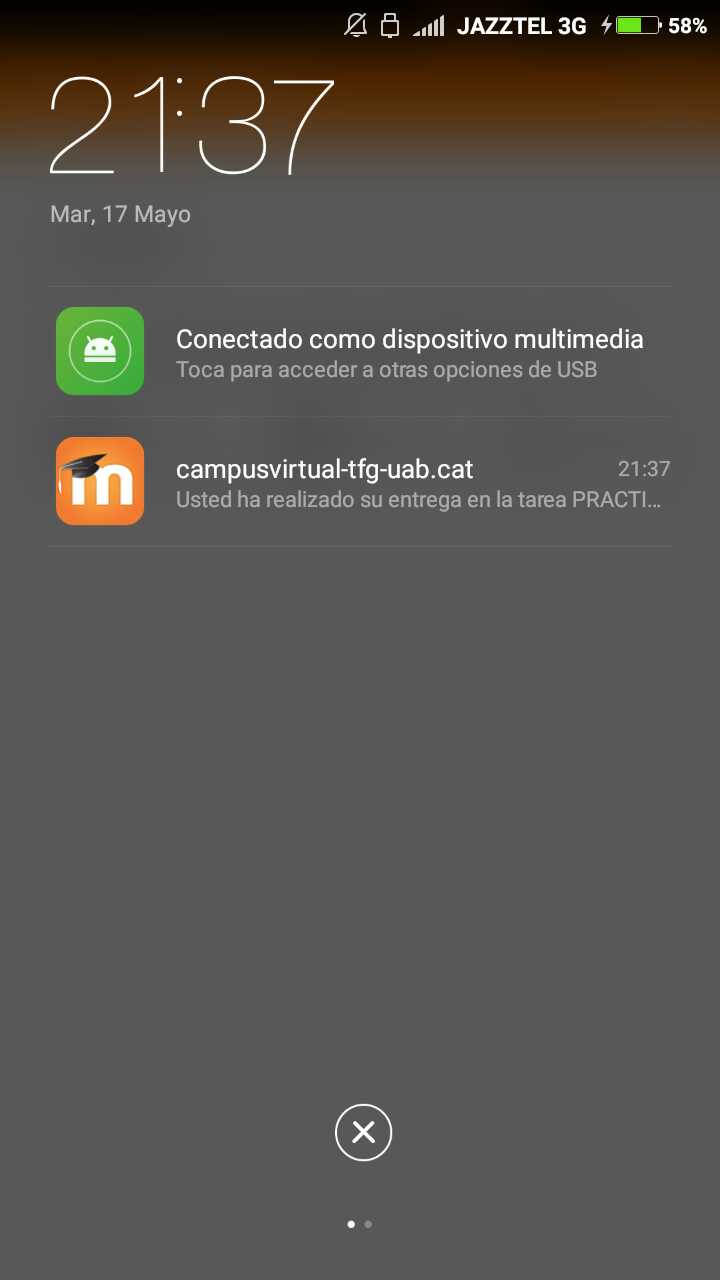 JAZZTEL 3G 58%
21:37
Mar, 17 Mayo
Conectado como dispositivo multimedia
Toca para acceder a otras opciones de USB
campusvirtual-tfg-uab.cat 21:37
Usted ha realizado su entrega en la tarea PRACTI...